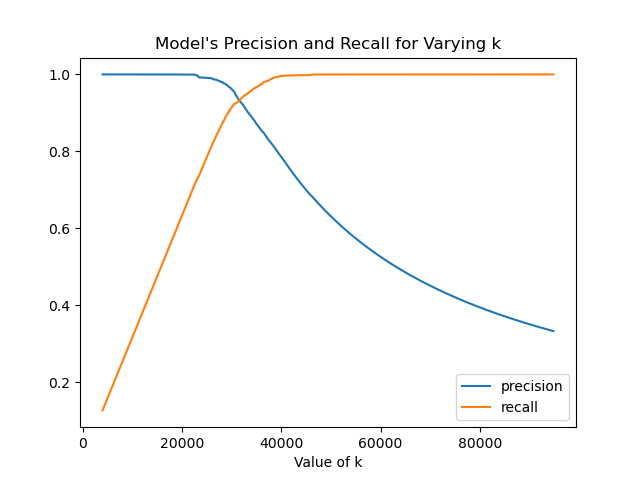 Model's Precision and Recall for Varying k
1.0
0.8
0.6
0.4
0.2
precision
recall
0 20000 40000 60000 80000
Value of k